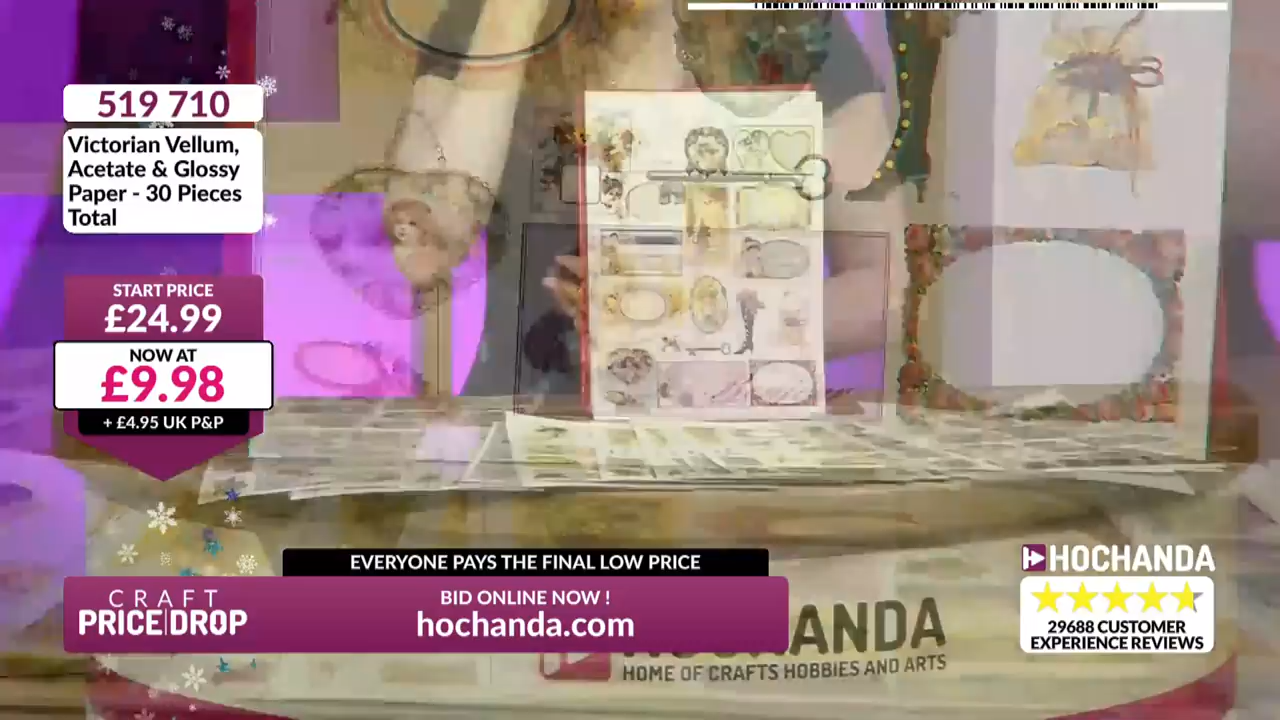 519 710
Victorian Vellum,
Acetate & Glossy
Paper - 30 Pieces
Total
START PRICE
£24.99
NOW AT
£9.98
+ £4.95 UK P&P
EVERYONE PAYS THE FINAL LOW PRICE
CRAFT
PRICE DROP
BID ONLINE NOW !
hochanda.com
HOCHANDA
29688 CUSTOMER
EXPERIENCE REVIEWS
HOME OF CRAFTS HOBBIES AND ARTS